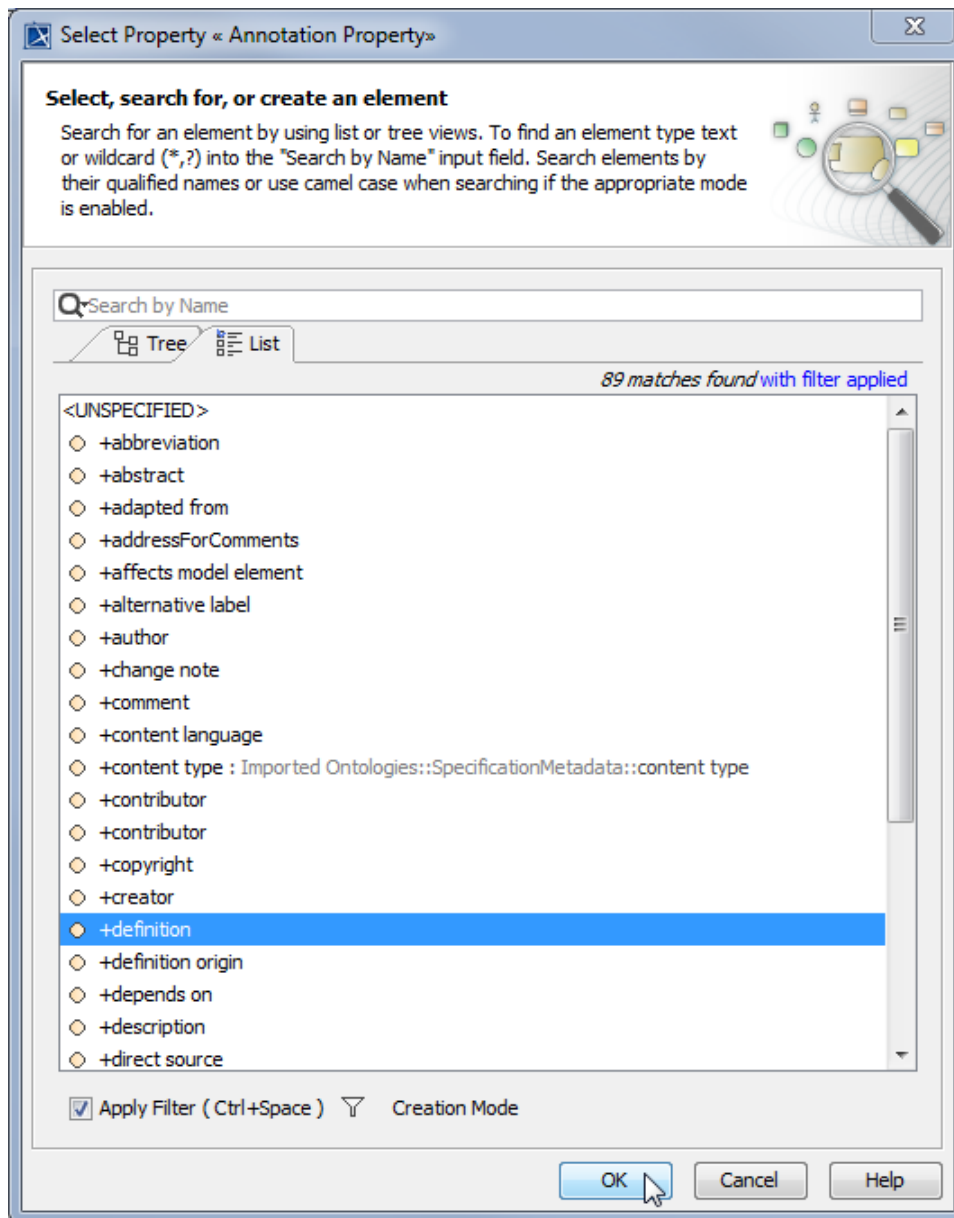 Select Property « Annotation Property»
Select, search for, or create an element
Search for an element by using list or tree views. To find an element type text
or wildcard (*,?) into the "Search by Name" input field. Search elements by
their qualified names or use camel case when searching if the appropriate mode
is enabled.
Search by Name
Tree List
89 matches found with filter applied
<UNSPECIFIED>
+abbreviation
+abstract
+adapted from
+addressForComments
+affects model element
+alternative label
+author
+change note
+comment
+content language
+content type : Imported Ontologies::SpecificationMetadata::content type
+contributor
+contributor
+copyright
+creator
+definition
+definition origin
+depends on
+description
+direct source
Apply Filter ( Ctrl+Space ) Creation Mode
OK Cancel Help